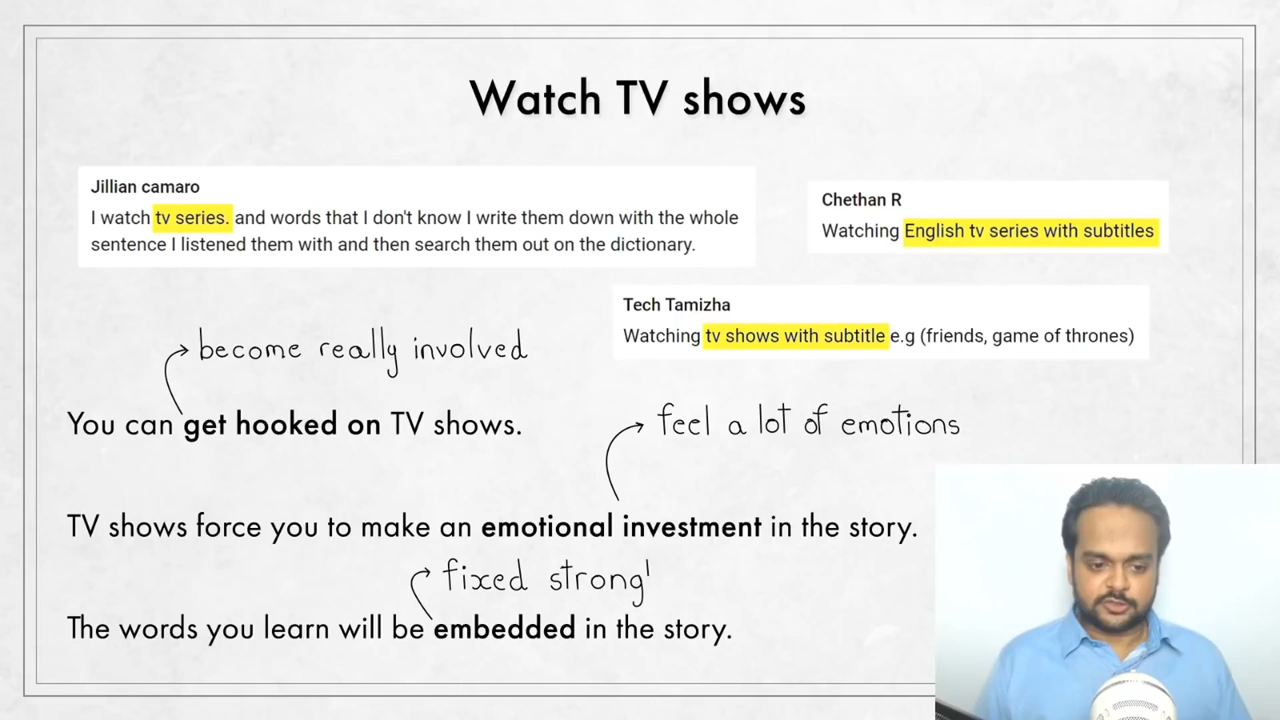 Watch TV shows
Jillian camaro
I watch tv series. and words that I don't know I write them down with the whole
sentence I listened them with and then search them out on the dictionary.
Chethan R
Watching English tv series with subtitles
Tech Tamizha
Watching tv shows with subtitle e.g (friends, game of thrones)
become really involved
You can get hooked on TV shows.
feel a lot of emotions
TV shows force you to make an emotional investment in the story.
fixed strong
The words you learn will be embedded in the story.